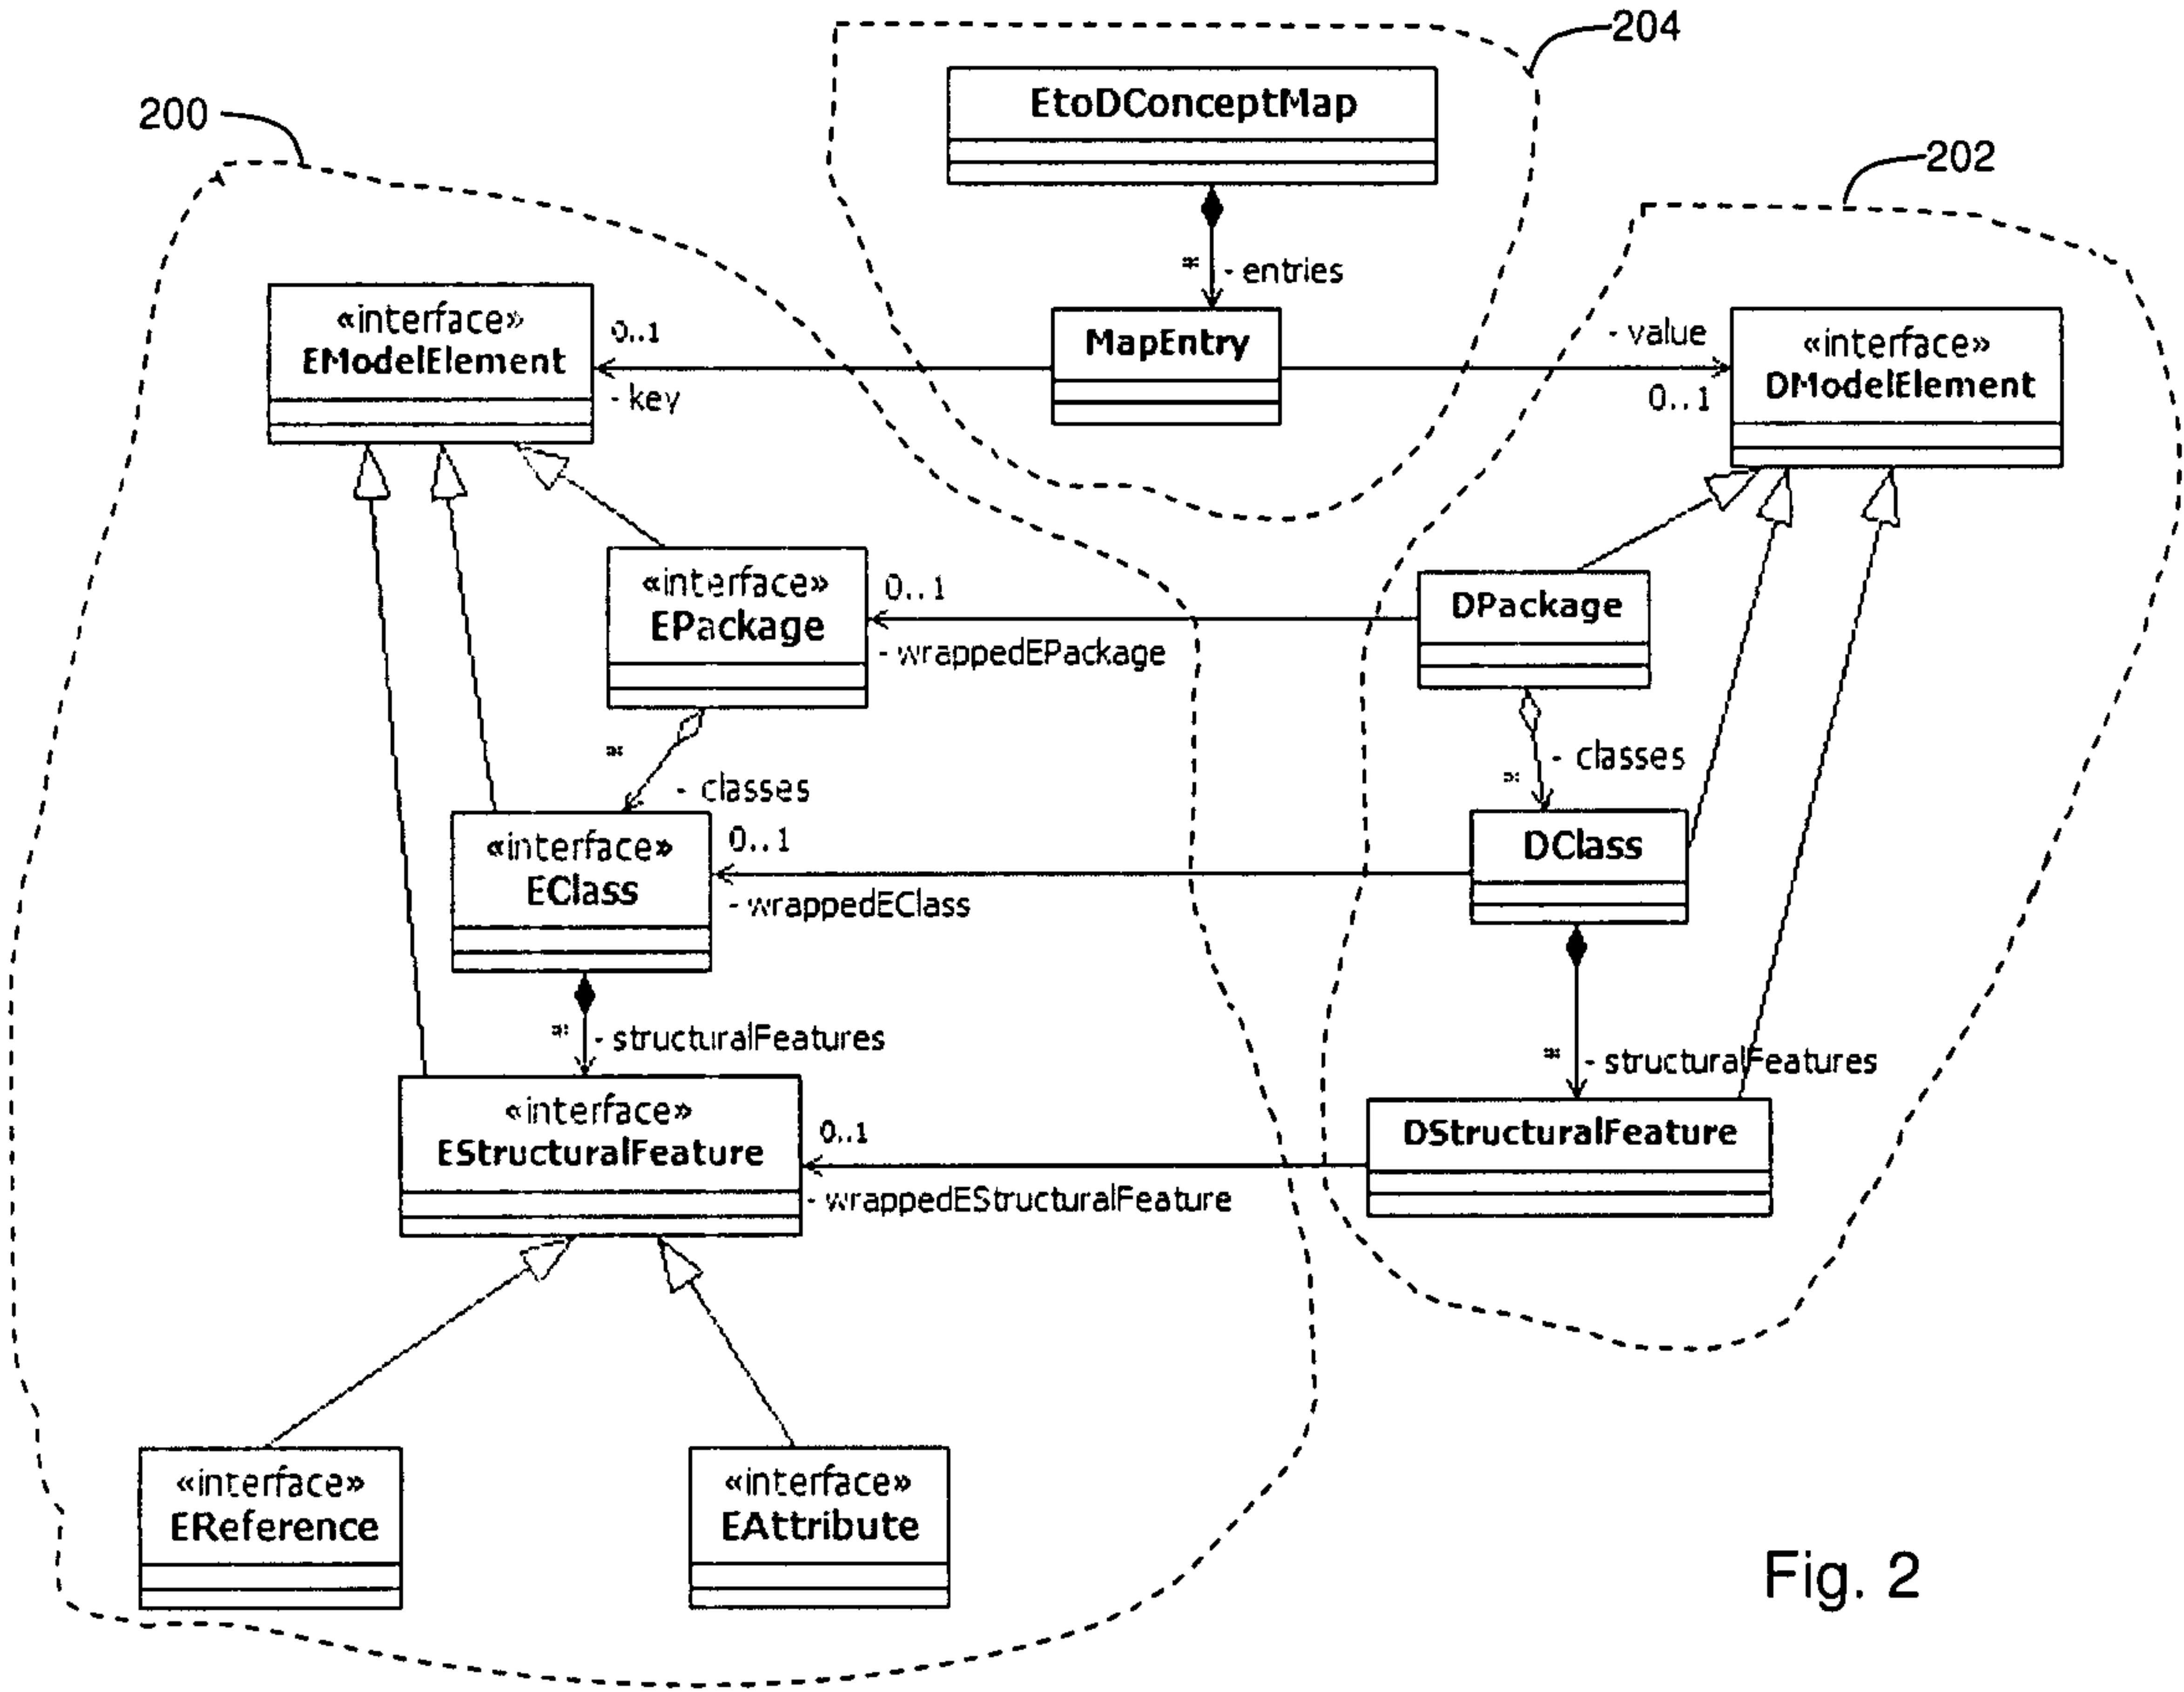 204
EtoDConceptMap
200
202
* - entries
«interface»
EModelElement
0..1
- key
MapEntry
- value
0..1
«interface»
DModelElement
«interface»
EPackage
0..1
- wrappedEPackage
DPackage
*
- classes
* - classes
«interface»
EClass
0..1
- wrappedEClass
DClass
* - structuralFeatures
* - structuralFeatures
«interface»
EStructuralFeature
0..1
- wrappedEStructuralFeature
DStructuralFeature
«interface»
EReference
«interface»
EAttribute
Fig. 2